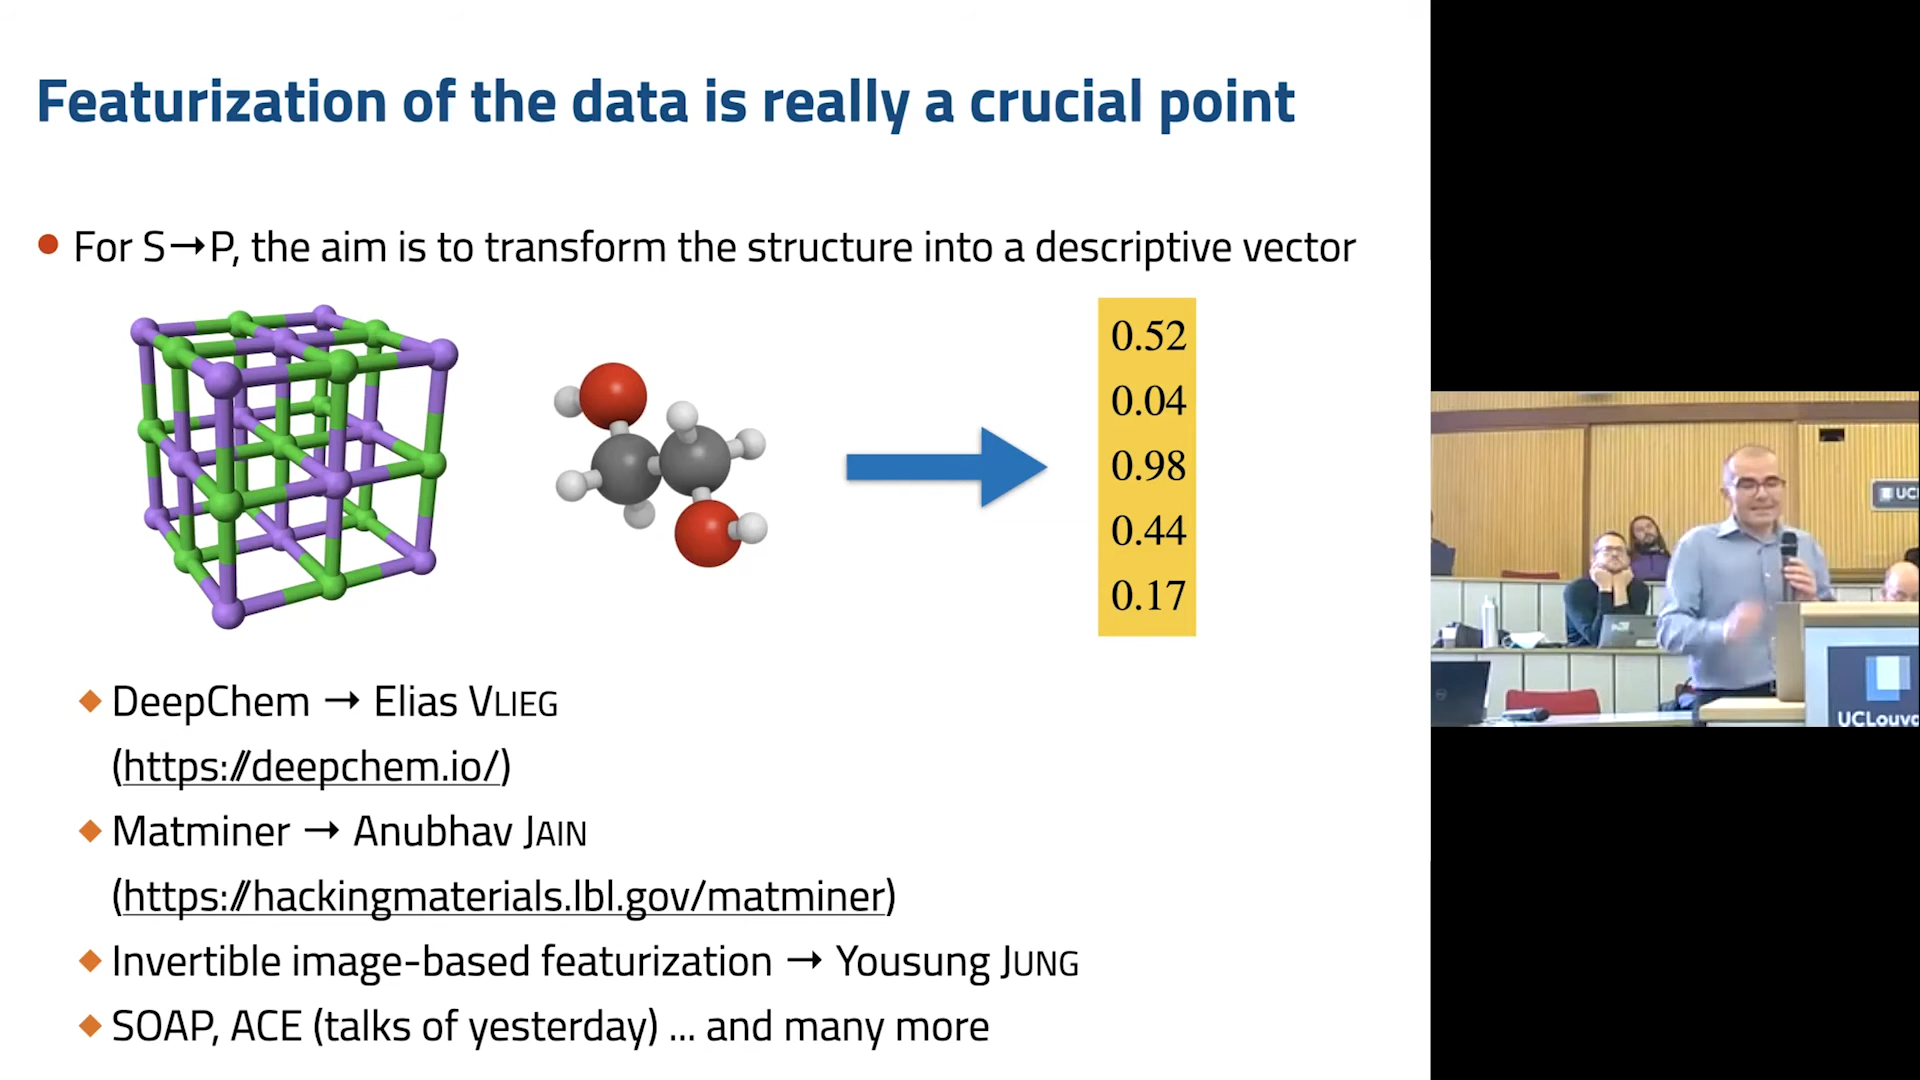 Featurization of the data is really a crucial point
• For S→P, the aim is to transform the structure into a descriptive vector
0.52
0.04
0.98
0.44
0.17
◆ DeepChem → Elias VLIEG
(https://deepchem.io/)
◆ Matminer → Anubhav JAIN
(https://hackingmaterials.lbl.gov/matminer)
◆ Invertible image-based featurization → Yousung JUNG
◆ SOAP, ACE (talks of yesterday) ... and many more
UCL
UCLouva